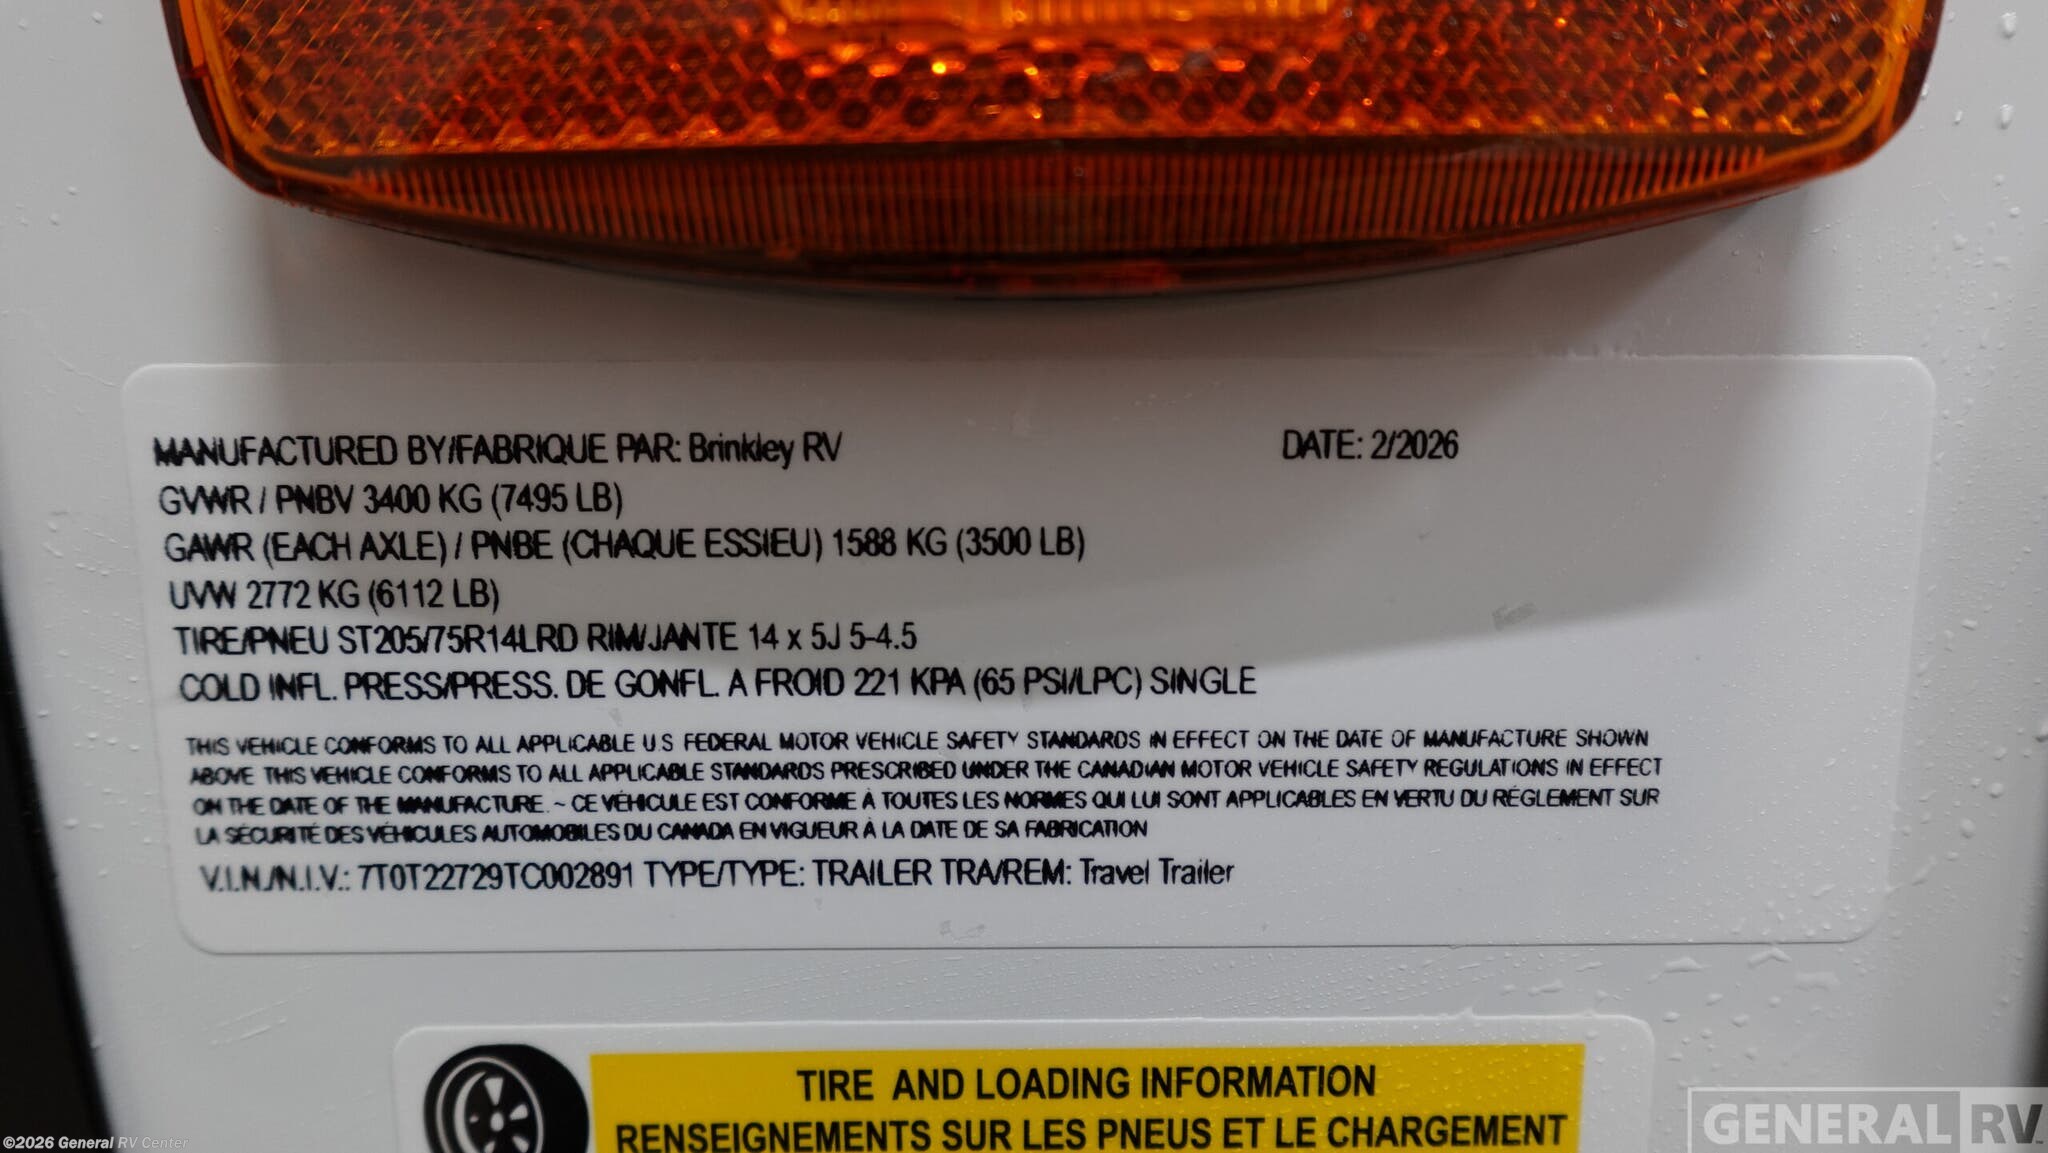 MANUFACTURED BY/FABRIQUE PAR: Brinkley RV DATE: 2/2026
GVWR / PNBV 3400 KG (7495 LB)
GAWR (EACH AXLE) / PNBE (CHAQUE ESSIEU) 1588 KG (3500 LB)
UVW 2772 KG (6112 LB)
TIRE/PNEU ST205/75R14LRD RIM/JANTE 14 x 5J 5-4.5
COLD INFL. PRESS/PRESS. DE GONFL. A FROID 221 KPA (65 PSI/LPC) SINGLE
THIS VEHICLE CONFORMS TO ALL APPLICABLE U.S FEDERAL MOTOR VEHICLE SAFETY STANDARDS IN EFFECT ON THE DATE OF MANUFACTURE SHOWN
ABOVE THIS VEHICLE CONFORMS TO ALL APPLICABLE STANDARDS PRESCRIBED UNDER THE CANADIAN MOTOR VEHICLE SAFETY REGULATIONS IN EFFECT
ON THE DATE OF THE MANUFACTURE. ~ CE VÉHICULE EST CONFORME À TOUTES LES NORMES QUI LUI SONT APPLICABLES EN VERTU DU RÉGLEMENT SUR
LA SÉCURITÉ DES VÉHICULES AUTOMOBILES DU CANADA EN VIGUEUR À LA DATE DE SA FABRICATION
V.I.N./N.I.V.: 7T0T22729TC002891 TYPE/TYPE: TRAILER TRA/REM: Travel Trailer
TIRE AND LOADING INFORMATION
RENSEIGNEMENTS SUR LES PNEUS ET LE CHARGEMENT
GENERAL RV
©2026 General RV Center